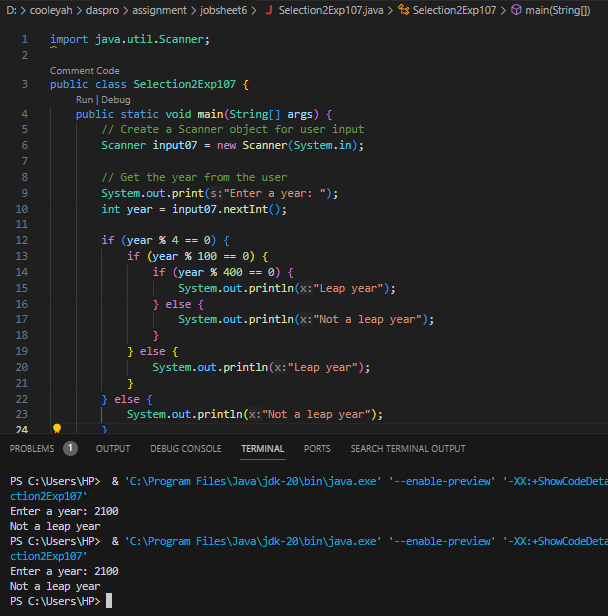 D: > cooleyah > daspro > assignment > jobsheet6 > J Selection2Exp107.java > Selection2Exp107 > main(String[])
1 import java.util.Scanner;
2
Comment Code
3 public class Selection2Exp107 {
Run | Debug
4 public static void main(String[] args) {
5 // Create a Scanner object for user input
6 Scanner input07 = new Scanner(System.in);
7
8 // Get the year from the user
9 System.out.print(s:"Enter a year: ");
10 int year = input07.nextInt();
11
12 if (year % 4 == 0) {
13 if (year % 100 == 0) {
14 if (year % 400 == 0) {
15 System.out.println(x:"Leap year");
16 } else {
17 System.out.println(x:"Not a leap year");
18 }
19 } else {
20 System.out.println(x:"Leap year");
21 }
22 } else {
23 System.out.println(x:"Not a leap year");
24 }
PROBLEMS 1 OUTPUT DEBUG CONSOLE TERMINAL PORTS SEARCH TERMINAL OUTPUT
PS C:\Users\HP>  & 'C:\Program Files\Java\jdk-20\bin\java.exe' '--enable-preview' '-XX:+ShowCodeDeta
ction2Exp107'
Enter a year: 2100
Not a leap year
PS C:\Users\HP>  & 'C:\Program Files\Java\jdk-20\bin\java.exe' '--enable-preview' '-XX:+ShowCodeDeta
ction2Exp107'
Enter a year: 2100
Not a leap year
PS C:\Users\HP>